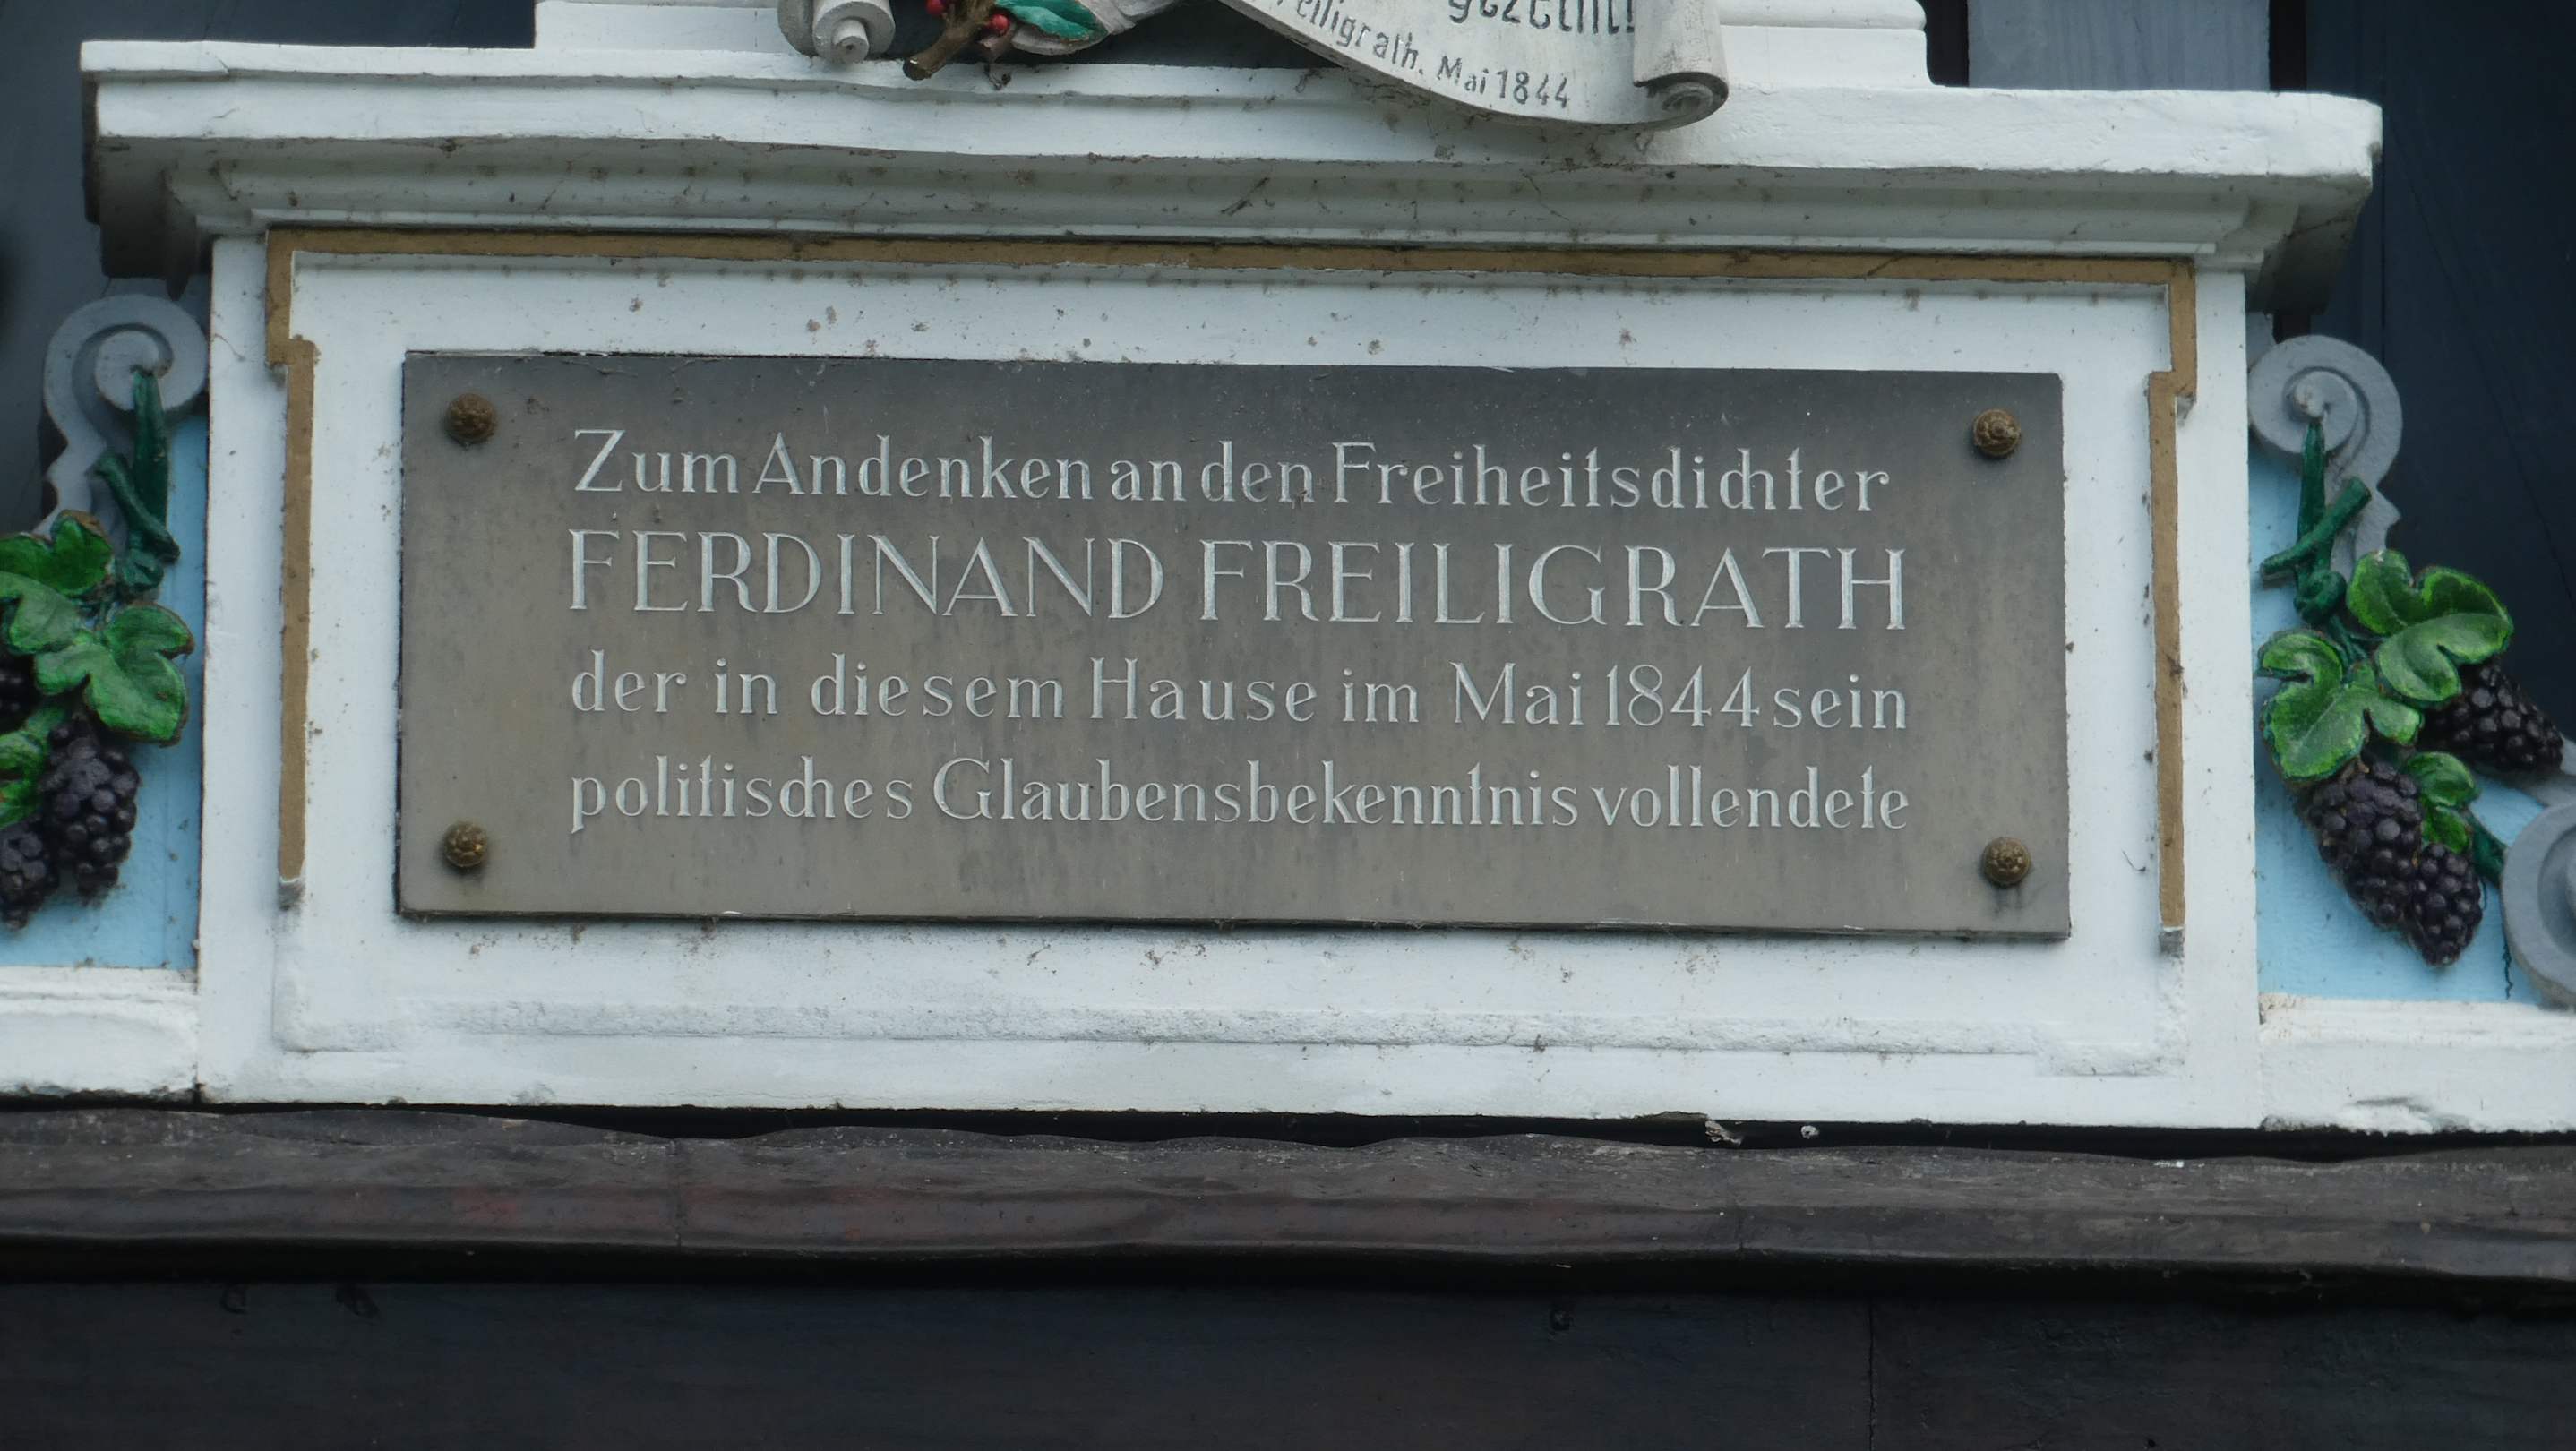 Freiligrath. Mai 1844
Zum Andenken an den Freiheitsdichter
FERDINAND FREILIGRATH
der in diesem Hause im Mai 1844 sein
politisches Glaubensbekenntnis vollendete